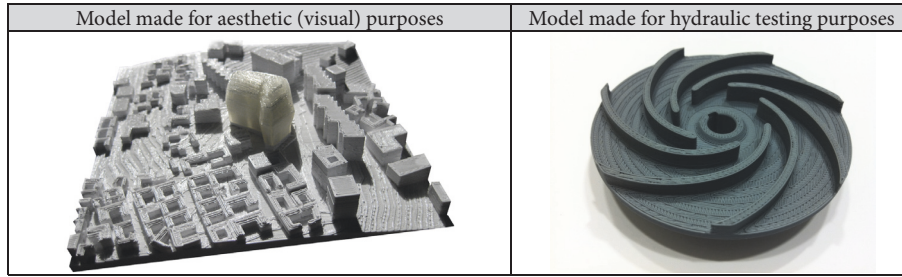 Model made for aesthetic (visual) purposes
Model made for hydraulic testing purposes